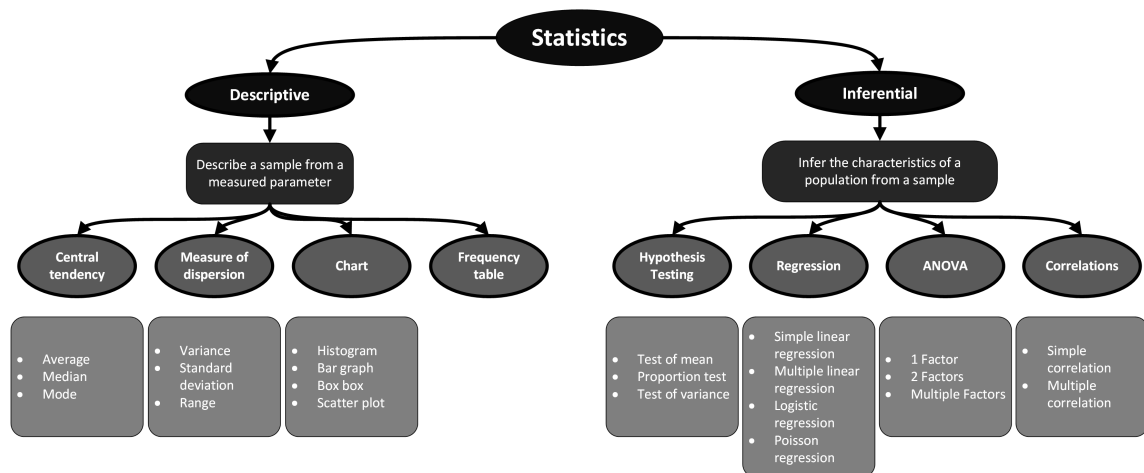 Statistics
Descriptive
Inferential
Describe a sample from a
measured parameter
Infer the characteristics of a
population from a sample
Central
tendency
Measure of
dispersion
Chart
Frequency
table
Hypothesis
Testing
Regression
ANOVA
Correlations
• Average
• Median
• Mode
• Variance
• Standard
deviation
• Range
• Histogram
• Bar graph
• Box box
• Scatter plot
• Test of mean
• Proportion test
• Test of variance
• Simple linear
regression
• Multiple linear
regression
• Logistic
regression
• Poisson
regression
• 1 Factor
• 2 Factors
• Multiple Factors
• Simple
correlation
• Multiple
correlation